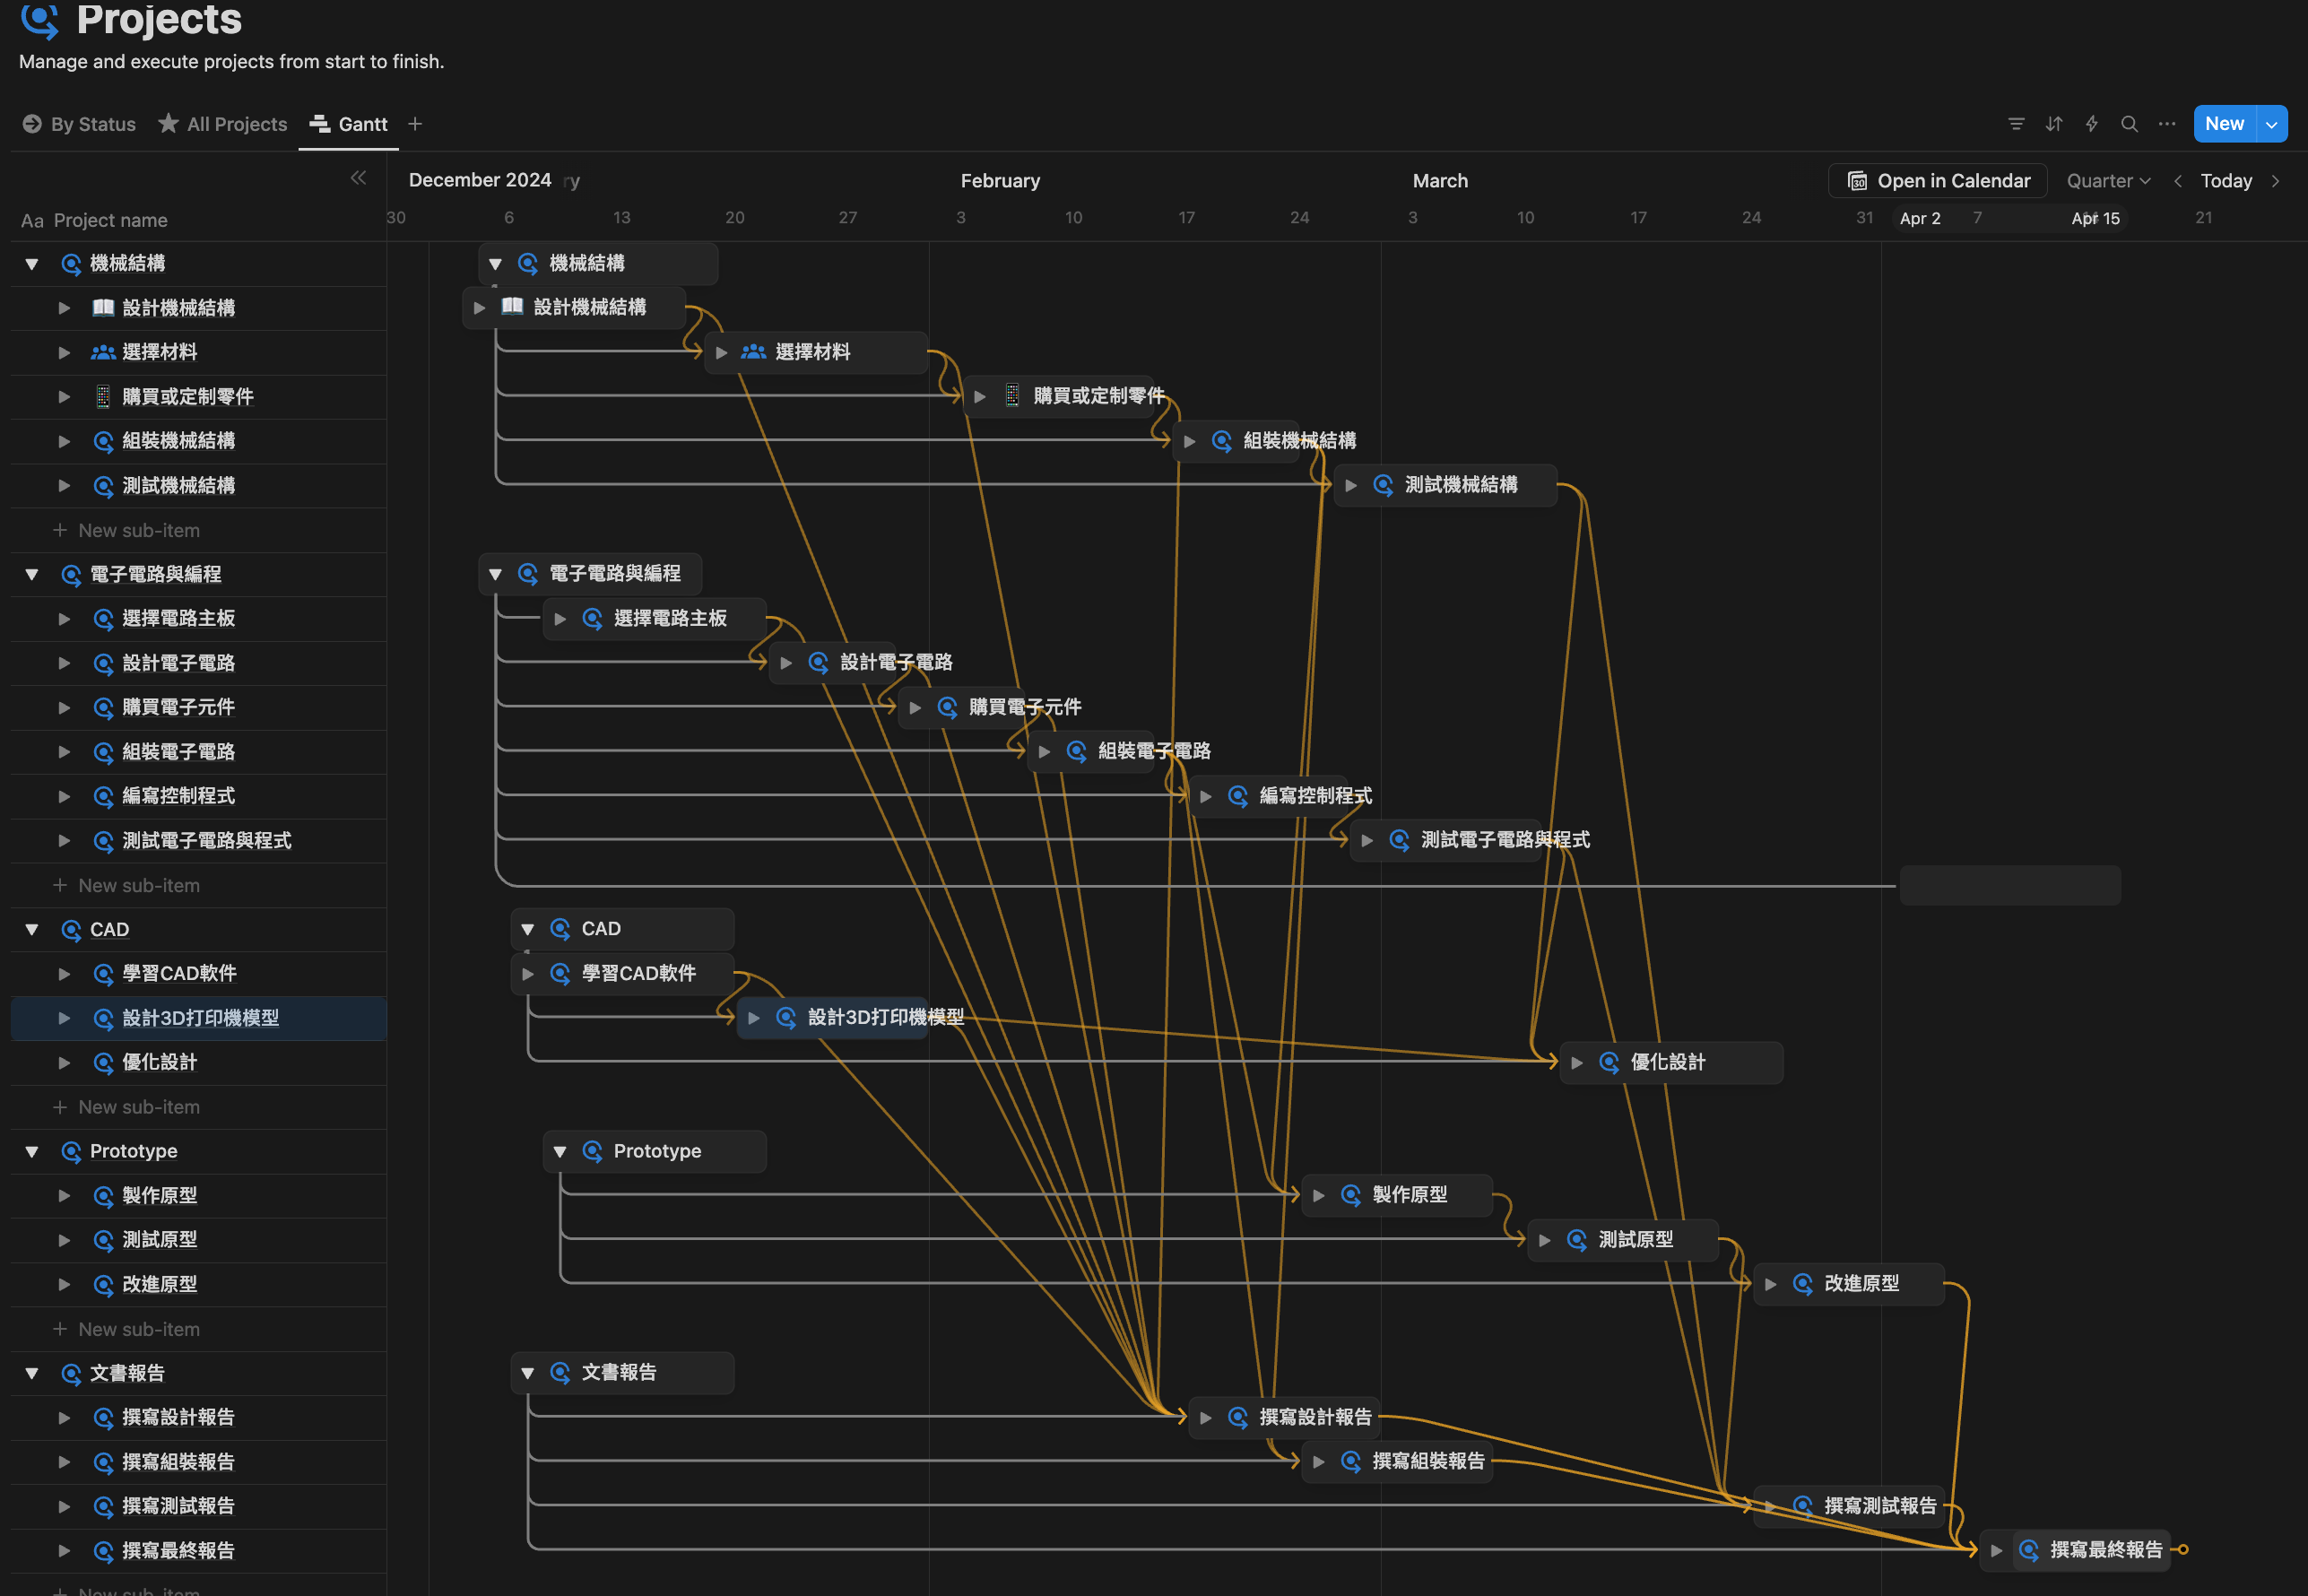 Projects
Manage and execute projects from start to finish.
By Status All Projects Gantt
New
December 2024 ry February March Open in Calendar Quarter Today
Aa Project name 30 6 13 20 27 3 10 17 24 3 10 17 24 31 Apr 2 7 Apr 15 21
機械結構 機械結構
設計機械結構 設計機械結構
選擇材料 選擇材料
購買或定制零件 購買或定制零件
組裝機械結構 組裝機械結構
測試機械結構 測試機械結構
New sub-item
電子電路與編程 電子電路與編程
選擇電路主板 選擇電路主板
設計電子電路 設計電子電路
購買電子元件 購買電子元件
組裝電子電路 組裝電子電路
編寫控制程式 編寫控制程式
測試電子電路與程式 測試電子電路與程式
New sub-item
CAD CAD
學習CAD軟件 學習CAD軟件
設計3D打印機模型 設計3D打印機模型
優化設計 優化設計
New sub-item
Prototype Prototype
製作原型 製作原型
測試原型 測試原型
改進原型 改進原型
New sub-item
文書報告 文書報告
撰寫設計報告 撰寫設計報告
撰寫組裝報告 撰寫組裝報告
撰寫測試報告 撰寫測試報告
撰寫最終報告 撰寫最終報告
New sub-item